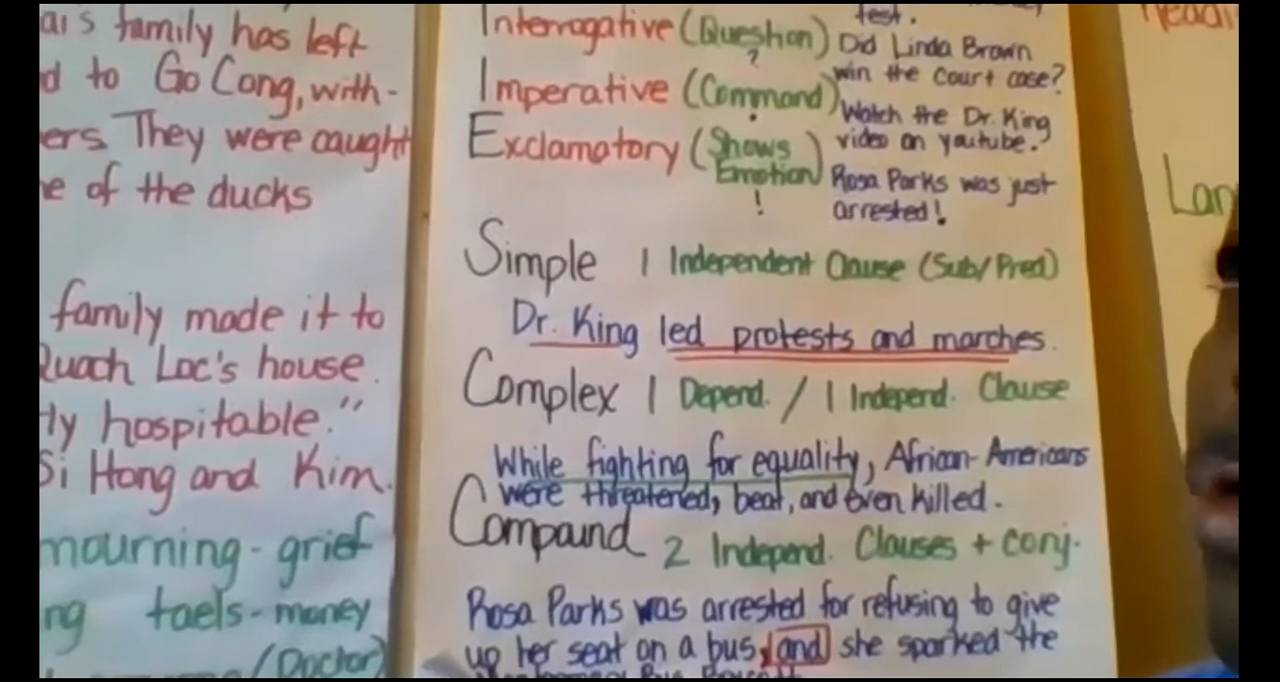 ai's family has left
d to Go Cong, with-
ers They were caught
e of the ducks
family made it to
Quach Loc's house.
ly hospitable."
Si Hong and Kim.
mourning - grief
ng taels - money
(Doctor)
test.
Interrogative (Question) Did Linda Brown
? win the court case?
Imperative (Command) Watch the Dr. King
. video on youtube.
Exclamatory (Shows
Emotion) Rosa Parks was just
! arrested!
Simple 1 Independent Clause (Sub/Pred)
Dr. King led protests and marches.
Complex 1 Depend. / 1 Independ. Clause
While fighting for equality, African-Americans
were threatened, beat, and even killed.
Compound 2 Independ. Clauses + conj.
Rosa Parks was arrested for refusing to give
up her seat on a bus, and she sparked the
Readi
Lan